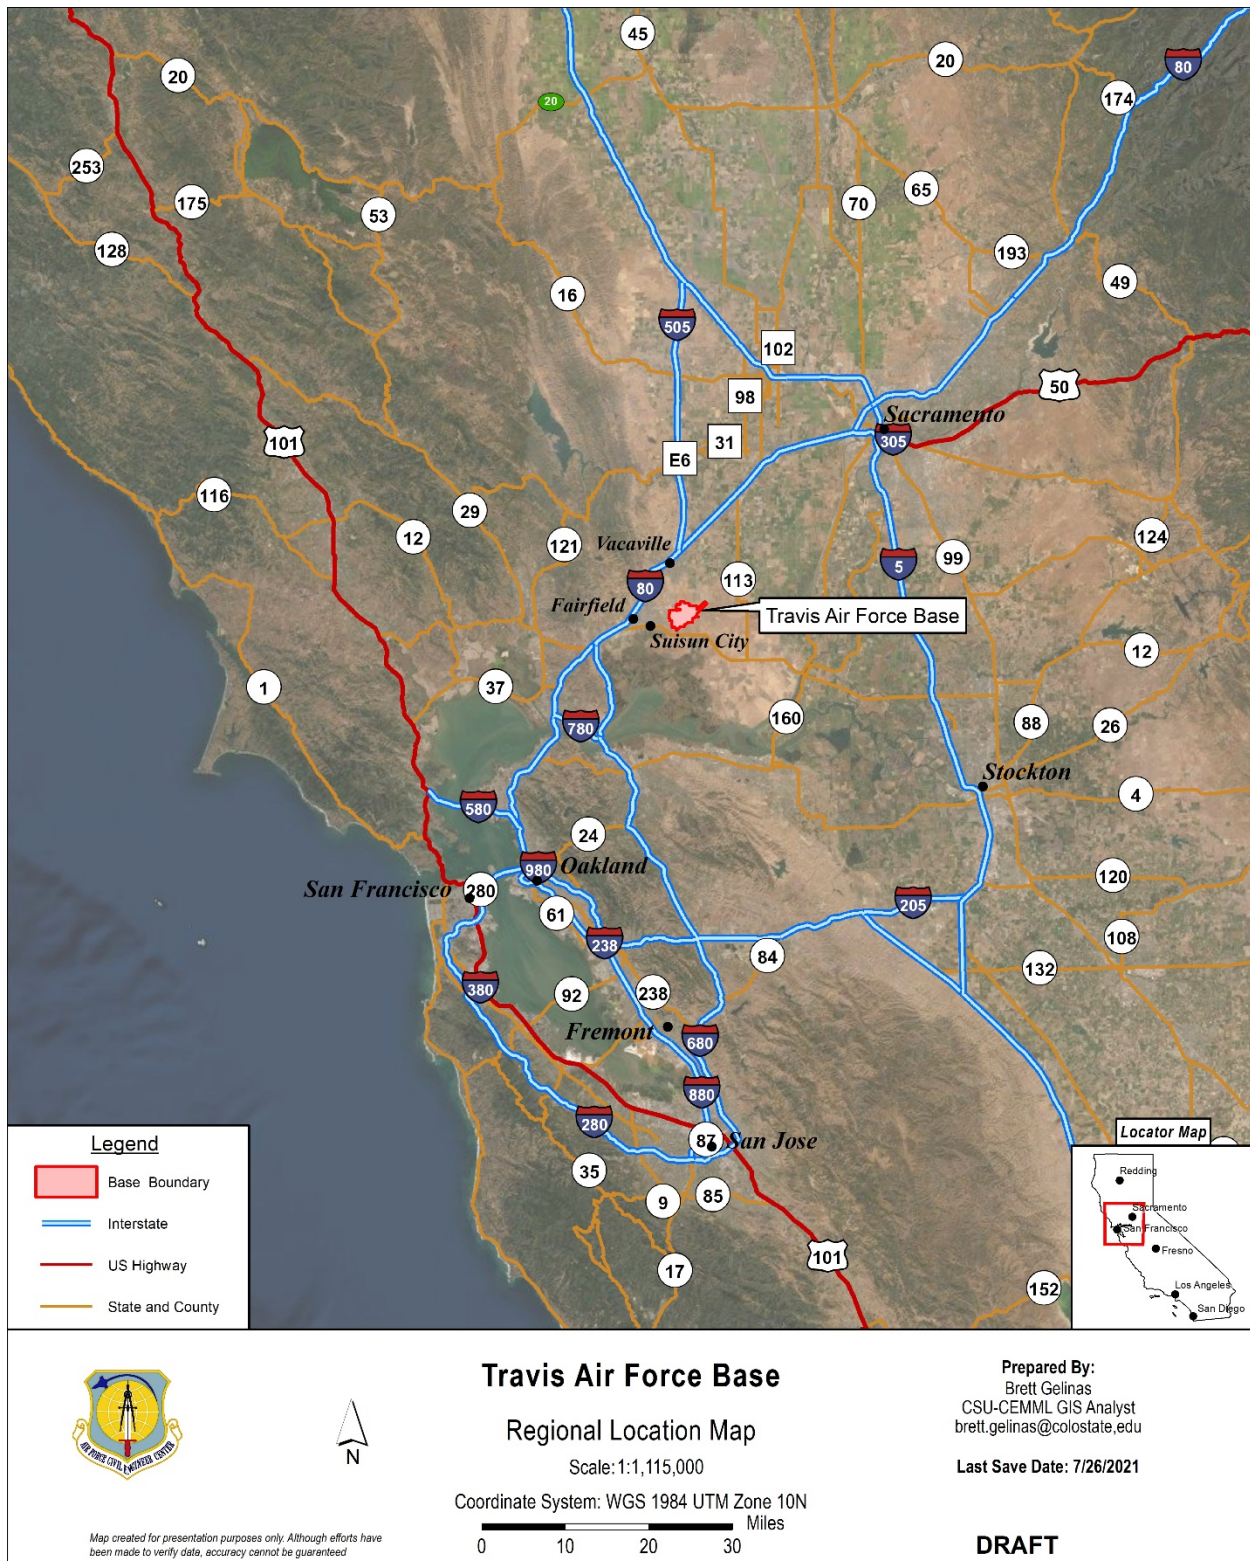 45
20
20
80
20
174
253
175
53
65
70
128
193
16
49
505
102
50
98
Sacramento
101
31
305
E6
116
29
12
121
124
99
Vacaville
5
113
80
Fairfield
Travis Air Force Base
Suisun City
12
1
37
160
88
26
780
Stockton
580
4
24
980
Oakland
San Francisco
280
120
205
61
238
108
84
132
380
92
238
Fremont
680
880
280
87
San Jose
35
9
85
101
17
152
Legend
Base Boundary
Interstate
US Highway
State and County
Locator Map
Redding
Sacramento
San Francisco
Fresno
Los Angeles
San Diego
AIR FORCE CIVIL ENGINEER CENTER
N
Travis Air Force Base
Regional Location Map
Scale:1:1,115,000
Coordinate System: WGS 1984 UTM Zone 10N
Miles
0 10 20 30
Prepared By:
Brett Gelinas
CSU-CEMML GIS Analyst
brett.gelinas@colostate,edu
Last Save Date: 7/26/2021
DRAFT
Map created for presentation purposes only. Although efforts have
been made to verify data, accuracy cannot be guaranteed